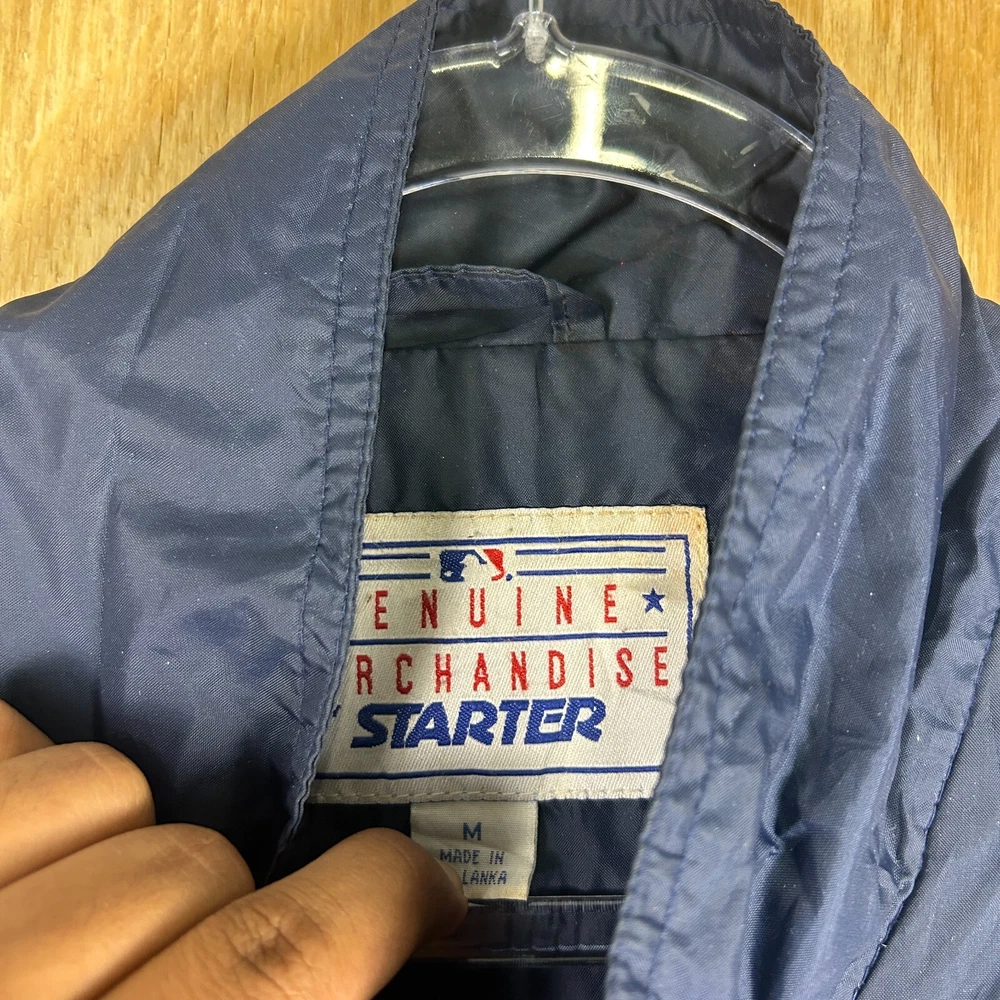 ENUINE
RCHANDISE
STARTER
M
MADE IN
LANKA